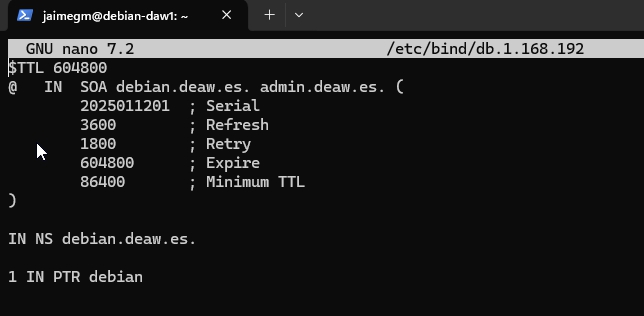 jaimegm@debian-daw1: ~
GNU nano 7.2 /etc/bind/db.1.168.192
$TTL 604800
@ IN SOA debian.deaw.es. admin.deaw.es. (
2025011201 ; Serial
3600 ; Refresh
1800 ; Retry
604800 ; Expire
86400 ; Minimum TTL
)
IN NS debian.deaw.es.
1 IN PTR debian